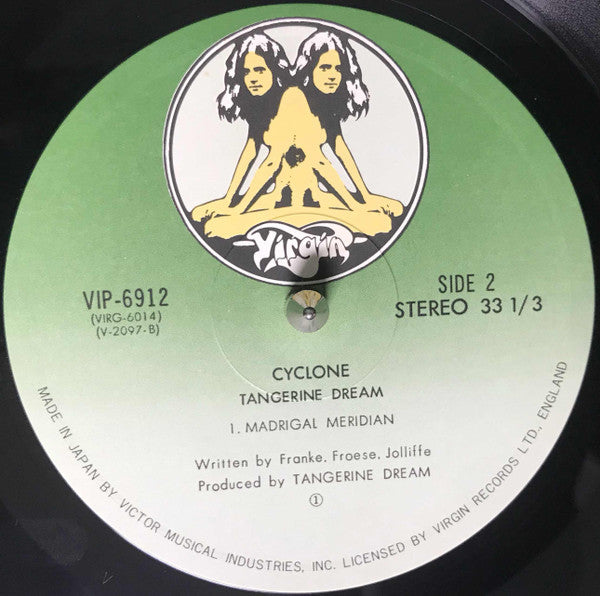 Virgin
VIP-6912
(VIRG-6014)
(V-2097-B)
SIDE 2
STEREO 33 1/3
CYCLONE
TANGERINE DREAM
1. MADRIGAL MERIDIAN
Written by Franke, Froese, Jolliffe
Produced by TANGERINE DREAM
①
MADE IN JAPAN BY VICTOR MUSICAL INDUSTRIES, INC. LICENSED BY VIRGIN RECORDS LTD., ENGLAND